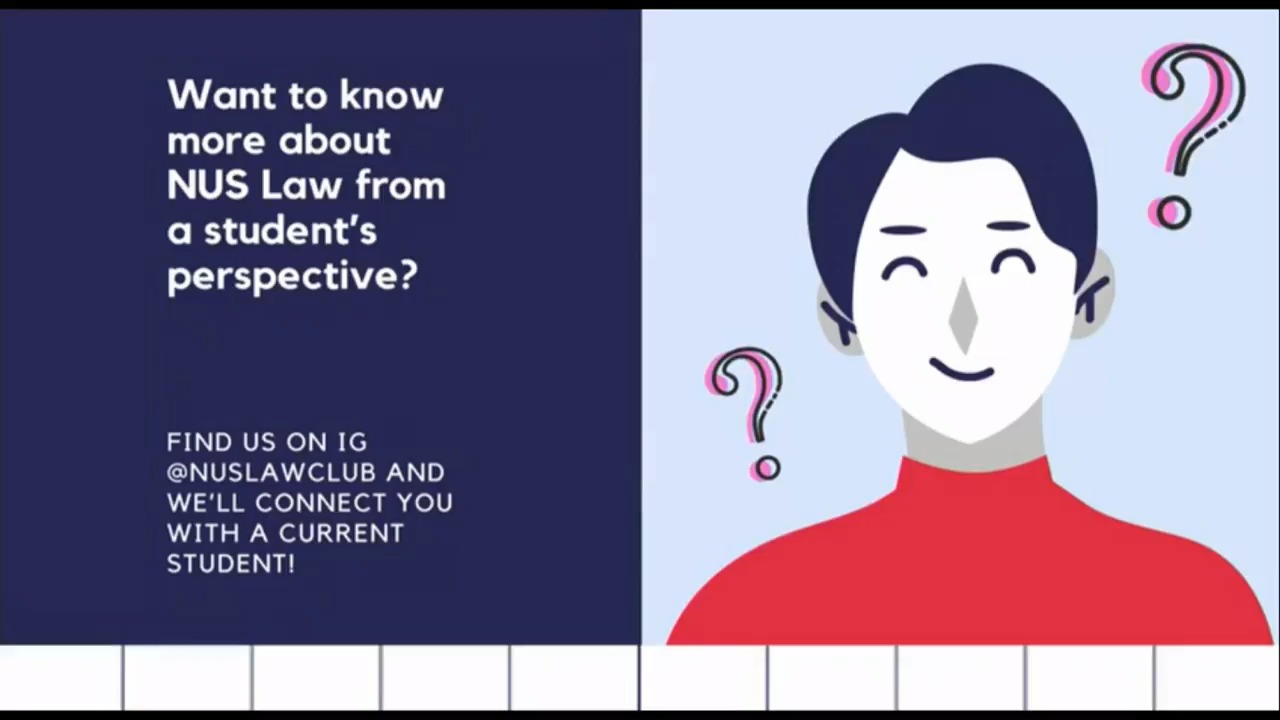 Want to know
more about
NUS Law from
a student's
perspective?
FIND US ON IG
@NUSLAWCLUB AND
WE'LL CONNECT YOU
WITH A CURRENT
STUDENT!